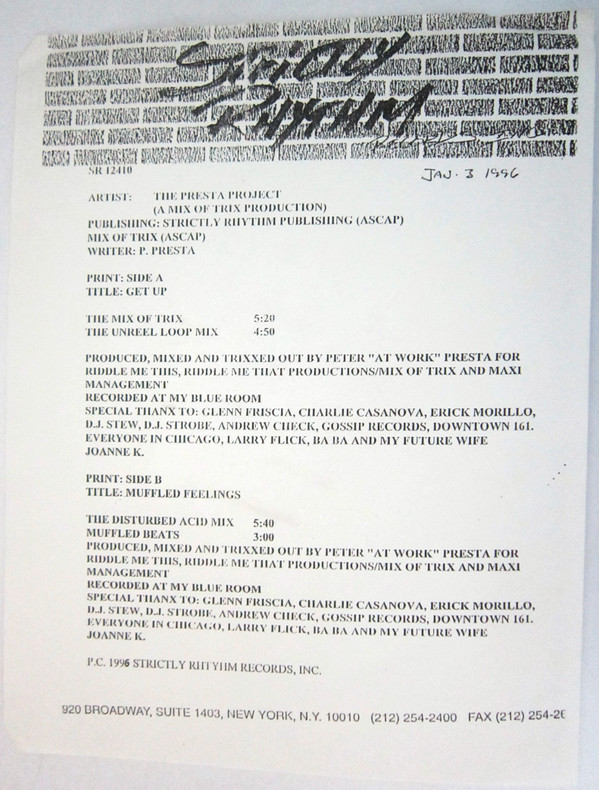 STRICTLY
RHYTHM
SR 12410
JAN. 3 1996
ARTIST: THE PRESTA PROJECT
(A MIX OF TRIX PRODUCTION)
PUBLISHING: STRICTLY RHYTHM PUBLISHING (ASCAP)
MIX OF TRIX (ASCAP)
WRITER: P. PRESTA
PRINT: SIDE A
TITLE: GET UP
THE MIX OF TRIX 5:20
THE UNREEL LOOP MIX 4:50
PRODUCED, MIXED AND TRIXXED OUT BY PETER "AT WORK" PRESTA FOR
RIDDLE ME THIS, RIDDLE ME THAT PRODUCTIONS/MIX OF TRIX AND MAXI
MANAGEMENT
RECORDED AT MY BLUE ROOM
SPECIAL THANX TO: GLENN FRISCIA, CHARLIE CASANOVA, ERICK MORILLO,
D.J. STEW, D.J. STROBE, ANDREW CHECK, GOSSIP RECORDS, DOWNTOWN 161.
EVERYONE IN CHICAGO, LARRY FLICK, BA BA AND MY FUTURE WIFE
JOANNE K.
PRINT: SIDE B
TITLE: MUFFLED FEELINGS
THE DISTURBED ACID MIX 5:40
MUFFLED BEATS 3:00
PRODUCED, MIXED AND TRIXXED OUT BY PETER "AT WORK" PRESTA FOR
RIDDLE ME THIS, RIDDLE ME THAT PRODUCTIONS/MIX OF TRIX AND MAXI
MANAGEMENT
RECORDED AT MY BLUE ROOM
SPECIAL THANX TO: GLENN FRISCIA, CHARLIE CASANOVA, ERICK MORILLO,
D.J. STEW, D.J. STROBE, ANDREW CHECK, GOSSIP RECORDS, DOWNTOWN 161.
EVERYONE IN CHICAGO, LARRY FLICK, BA BA AND MY FUTURE WIFE
JOANNE K.
P.C. 1996 STRICTLY RHTYHM RECORDS, INC.
920 BROADWAY, SUITE 1403, NEW YORK, N.Y. 10010 (212) 254-2400 FAX (212) 254-26